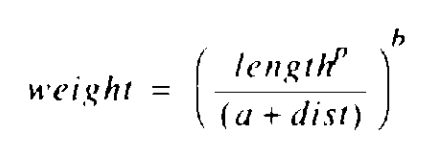 weight = ( length^p / (a + dist) )^b